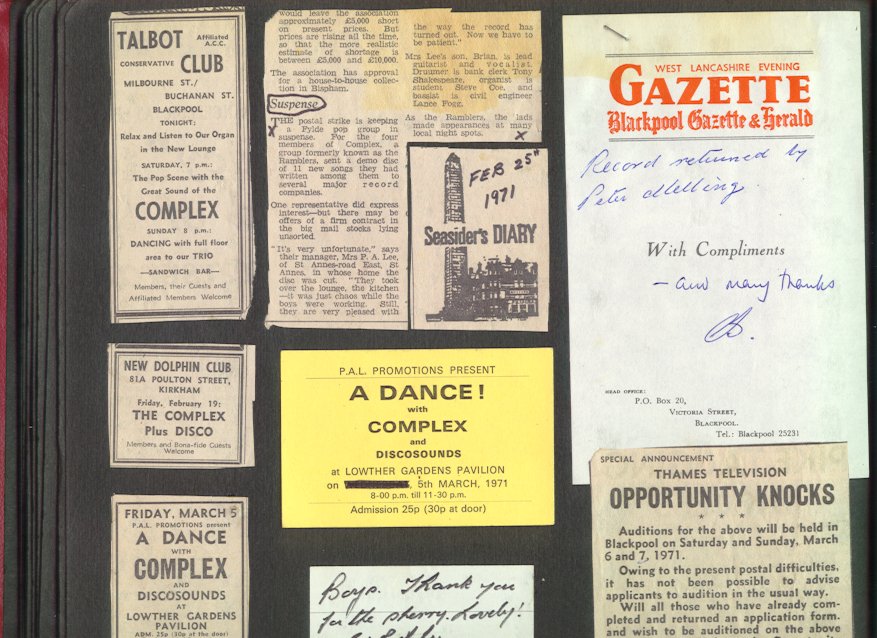 TALBOT Affiliated A.C.C.
CONSERVATIVE CLUB
MILBOURNE ST./
BUCHANAN ST.
BLACKPOOL
TONIGHT:
Relax and Listen to Our Organ
in the New Lounge
SATURDAY, 7 p.m.:
The Pop Scene with the
Great Sound of the
COMPLEX
SUNDAY 8 p.m.:
DANCING with full floor
area to our TRIO
—SANDWICH BAR—
Members, their Guests and
Affiliated Members Welcome
NEW DOLPHIN CLUB
81A POULTON STREET,
KIRKHAM
Friday, February 19:
THE COMPLEX
Plus DISCO
Members and Bona-fide Guests
Welcome
FRIDAY, MARCH 5
P.A.L. PROMOTIONS present
A DANCE
WITH
COMPLEX
AND
DISCOSOUNDS
AT
LOWTHER GARDENS
PAVILION
ADM. 25p (30p at the door)
would leave the association
approximately £5,000 short
on present prices. But
prices are rising all the time,
so that the more realistic
estimate of shortage is
between £5,000 and £10,000.
The association has approval
for a house-to-house collec-
tion in Bispham.
Suspense
x
THE postal strike is keeping
a Fylde pop group in
suspense. For the four
members of Complex, a
group formerly known as the
Ramblers, sent a demo disc
of 11 new songs they had
written among them to
several major record
companies.
One representative did express
interest—but there may be
offers of a firm contract in
the big mail stocks lying
unsorted.
"It's very unfortunate," says
their manager, Mrs P. A. Lee,
of St Annes-road East, St
Annes, in whose home the
disc was cut. "They took
over the lounge, the kitchen
—it was just chaos while the
boys were working. Still,
they are very pleased with
the way the record has
turned out. Now we have to
be patient."
Mrs Lee's son, Brian, is lead
guitarist and vocalist.
Druumer is bank clerk Tony
Shakespeare, organist is
student Steve Coe, and
bassist is civil engineer
Lance Fogg.
As the Ramblers, the lads
made appearances at many
local night spots.
x
FEB 25TH
1971
Seasider's DIARY
P.A.L. PROMOTIONS PRESENT
A DANCE!
with
COMPLEX
and
DISCOSOUNDS
at LOWTHER GARDENS PAVILION
on , 5th MARCH, 1971
8-00 p.m. till 11-30 p.m.
Admission 25p (30p at door)
Boys. Thank you
for the sherry. Lovely!
WEST LANCASHIRE EVENING
GAZETTE
Blackpool Gazette & Herald
Record returned by
Peter Melling.
With Compliments
— and many thanks
HEAD OFFICE:
P.O. Box 20,
VICTORIA STREET,
BLACKPOOL.
Tel.: Blackpool 25231
SPECIAL ANNOUNCEMENT
THAMES TELEVISION
OPPORTUNITY KNOCKS
* * *
Auditions for the above will be held in
Blackpool on Saturday and Sunday, March
6 and 7, 1971.
Owing to the present postal difficulties,
it has not been possible to advise
applicants to audition in the usual way.
Will all those who have already com-
pleted and returned an application form,
and wish to be auditioned on the above